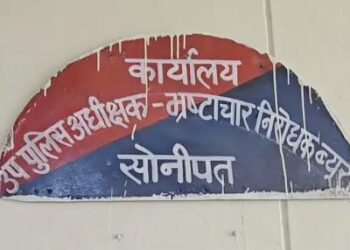 कार्यालय
उप पुलिस अधीक्षक - भ्रष्टाचार निरोधक ब्यूरो
सोनीपत